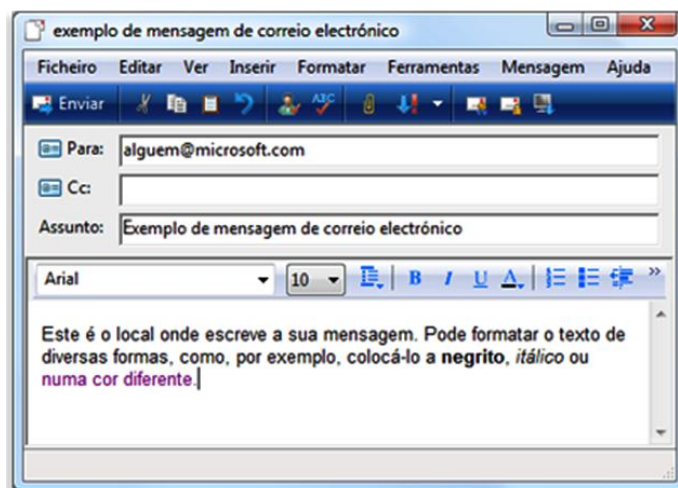 exemplo de mensagem de correio electrónico
Ficheiro Editar Ver Inserir Formatar Ferramentas Mensagem Ajuda
Enviar ABC
Para: alguem@microsoft.com
Cc:
Assunto: Exemplo de mensagem de correio electrónico
Arial 10 B I U A
Este é o local onde escreve a sua mensagem. Pode formatar o texto de
diversas formas, como, por exemplo, colocá-lo a negrito, itálico ou
numa cor diferente.